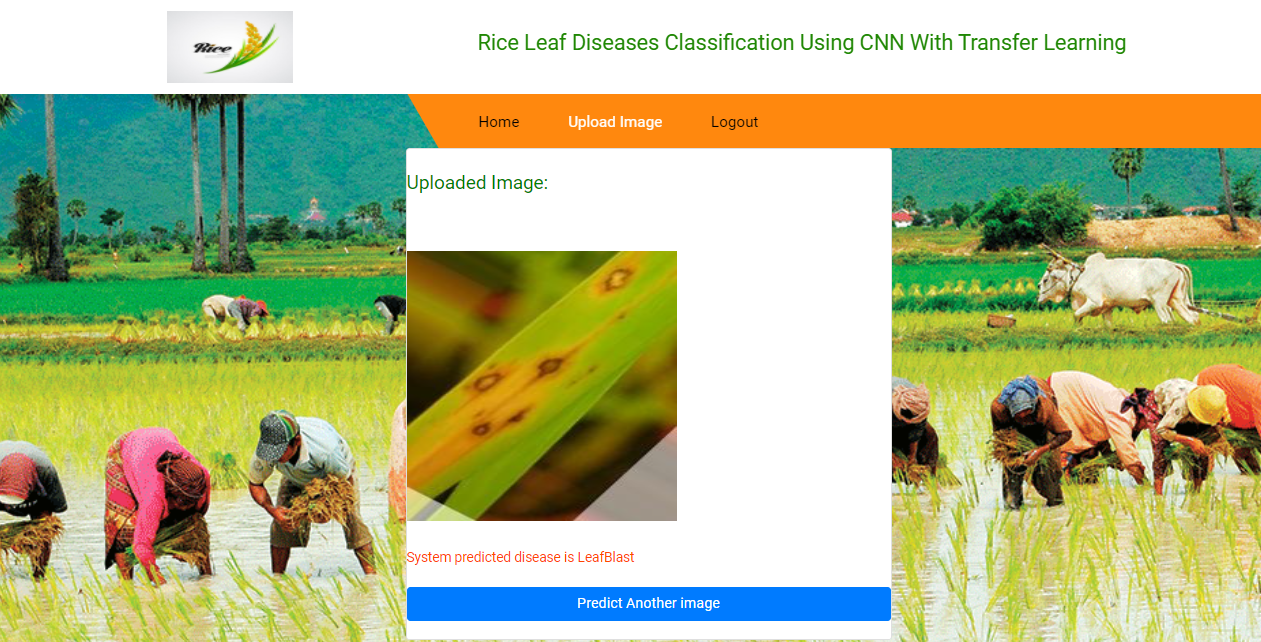 Rice
Rice Leaf Diseases Classification Using CNN With Transfer Learning
Home
Upload Image
Logout
Uploaded Image:
System predicted disease is LeafBlast
Predict Another image